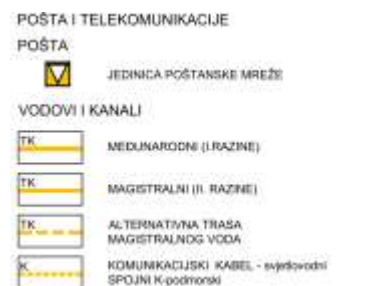 POŠTA I TELEKOMUNIKACIJE
POŠTA
JEDINICA POŠTANSKE MREŽE
VODOVI I KANALI
TK
MEĐUNARODNI (I.RAZINE)
TK
MAGISTRALNI (II. RAZINE)
TK
ALTERNATIVNA TRASA
MAGISTRALNOG VODA
K
KOMUNIKACIJSKI KABEL - svjetlovodni
SPOJNI K-podmorski